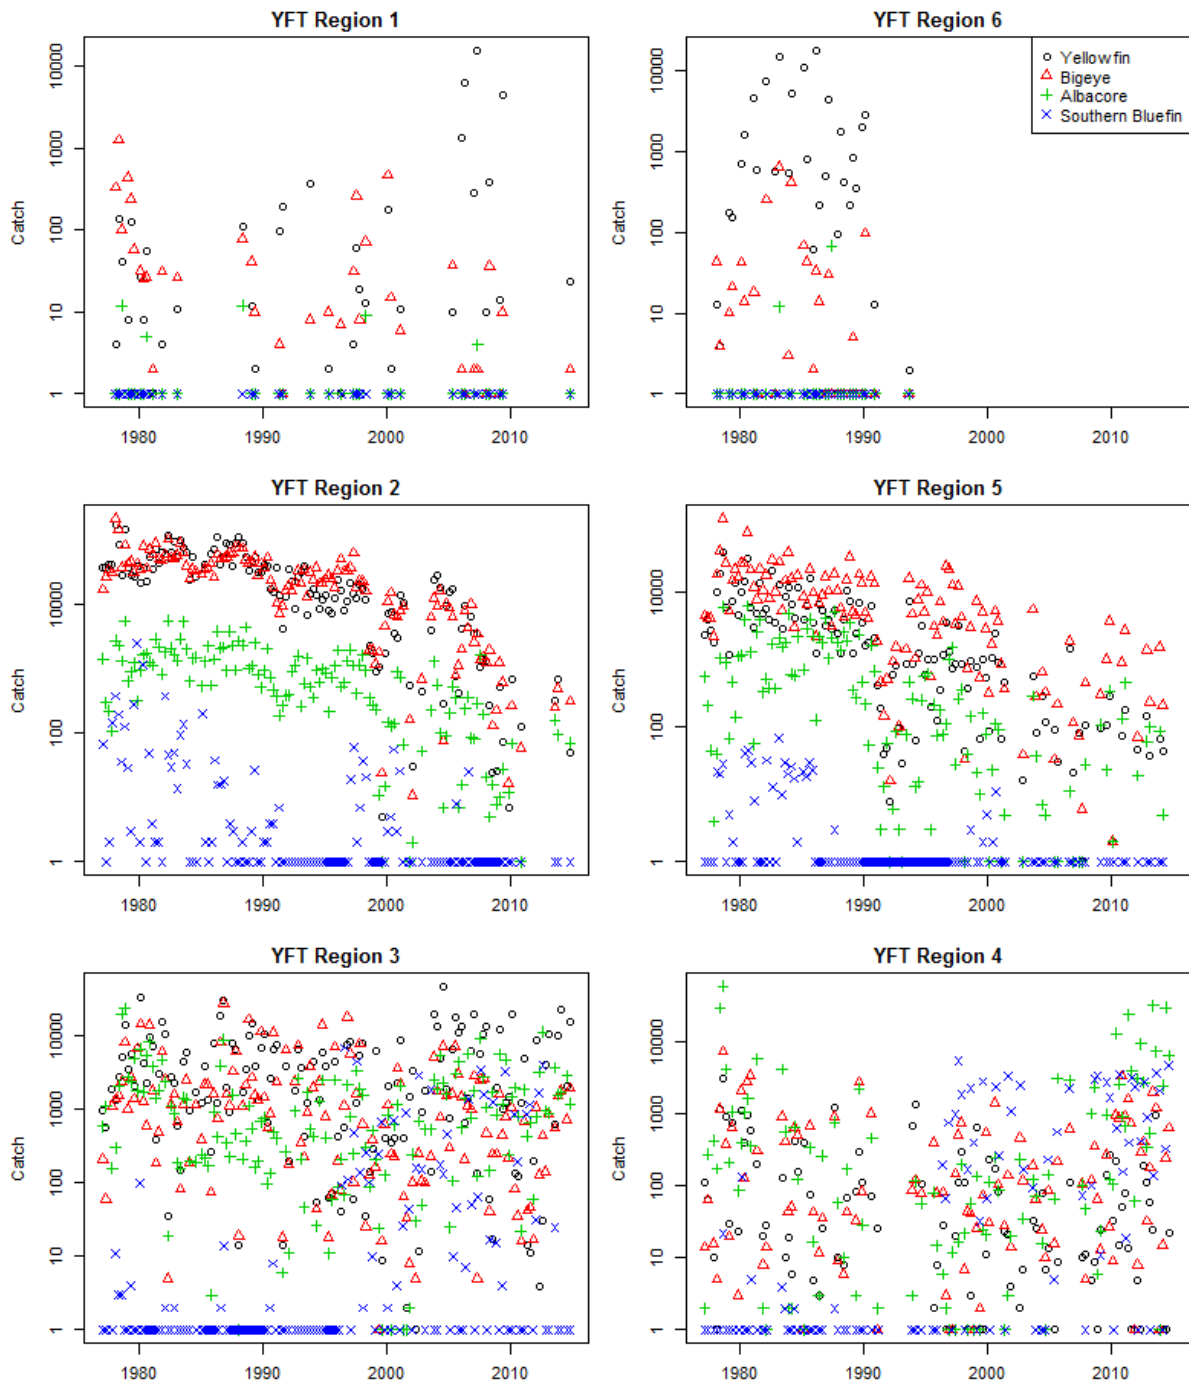 YFT Region 1
Catch
10000
1000
100
10
1
1980 1990 2000 2010
YFT Region 6
Catch
10000
1000
100
10
1
Yellowfin
Bigeye
Albacore
Southern Bluefin
1980 1990 2000 2010
YFT Region 2
Catch
10000
100
1
1980 1990 2000 2010
YFT Region 5
Catch
10000
100
1
1980 1990 2000 2010
YFT Region 3
Catch
10000
1000
100
10
1
1980 1990 2000 2010
YFT Region 4
Catch
10000
1000
100
10
1
1980 1990 2000 2010